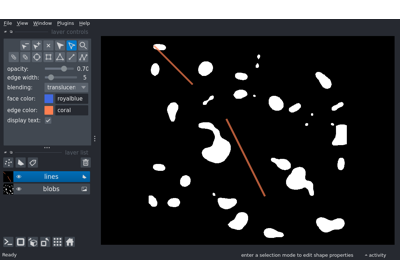 File View Window Plugins Help
layer controls
opacity: 0.70
edge width: 5
blending: translucen
face color: royalblue
edge color: coral
display text:
layer list
lines
blobs
Ready enter a selection mode to edit shape properties activity